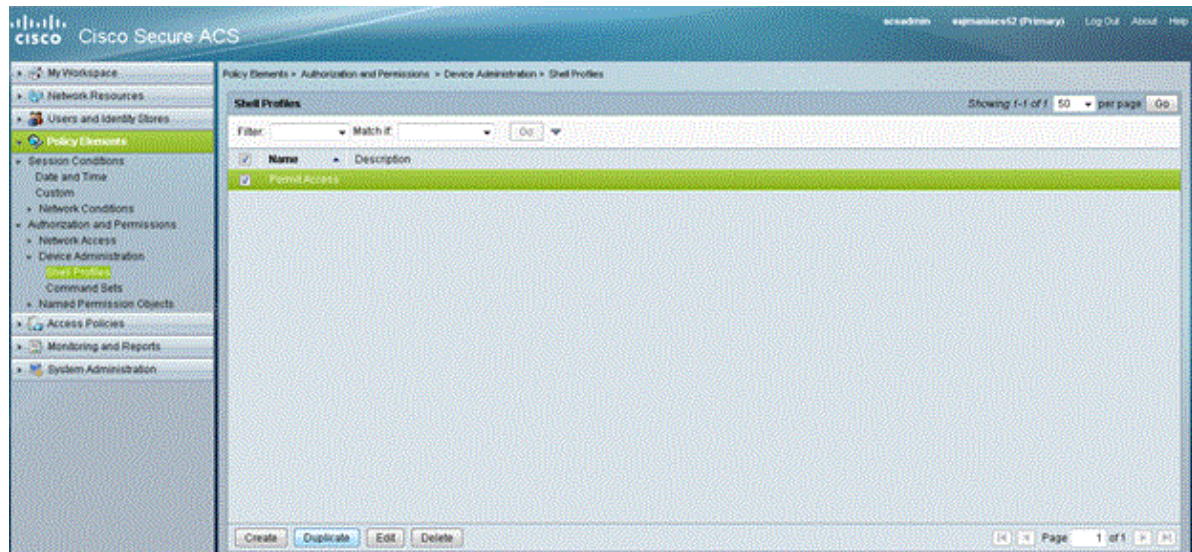 cisco Cisco Secure ACS
acsadmin (Primary) Log Out About Help
My Workspace
Network Resources
Users and Identity Stores
Policy Elements
Session Conditions
Date and Time
Custom
Network Conditions
Authorization and Permissions
Network Access
Device Administration
Shell Profiles
Command Sets
Named Permission Objects
Access Policies
Monitoring and Reports
System Administration
Policy Elements > Authorization and Permissions > Device Administration > Shell Profiles
Shell Profiles Showing 1-1 of 1 50 per page Go
Filter: Match if: Go
Name Description
Permit Access
Create Duplicate Edit Delete Page 1 of 1